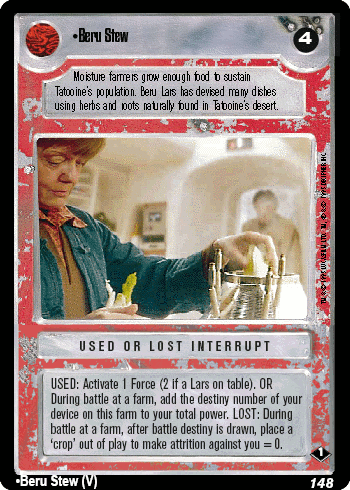 •Beru Stew
4
Moisture farmers grow enough food to sustain
Tatooine's population. Beru Lars has devised many dishes
using herbs and roots naturally found in Tatooine's desert.
USED OR LOST INTERRUPT
USED: Activate 1 Force (2 if a Lars on table). OR
During battle at a farm, add the destiny number of your
device on this farm to your total power. LOST: During
battle at a farm, after battle destiny is drawn, place a
‘crop’ out of play to make attrition against you = 0.
1
•Beru Stew (V)
148